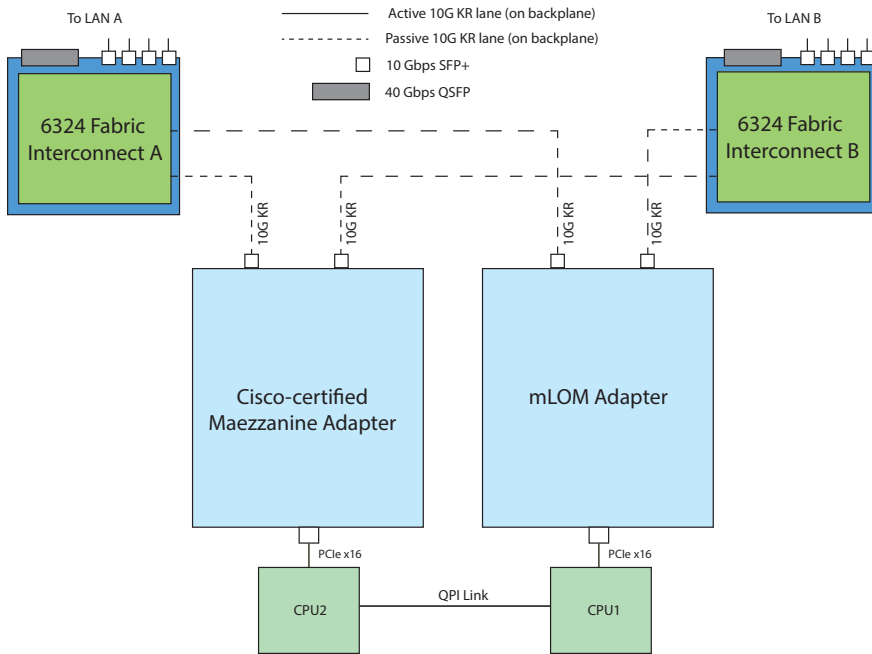 To LAN A
Active 10G KR lane (on backplane)
To LAN B
Passive 10G KR lane (on backplane)
10 Gbps SFP+
40 Gbps QSFP
6324 Fabric
Interconnect A
6324 Fabric
Interconnect B
10G KR
10G KR
10G KR
10G KR
Cisco-certified
Maezzanine Adapter
mLOM Adapter
PCIe x16
PCIe x16
CPU2
QPI Link
CPU1